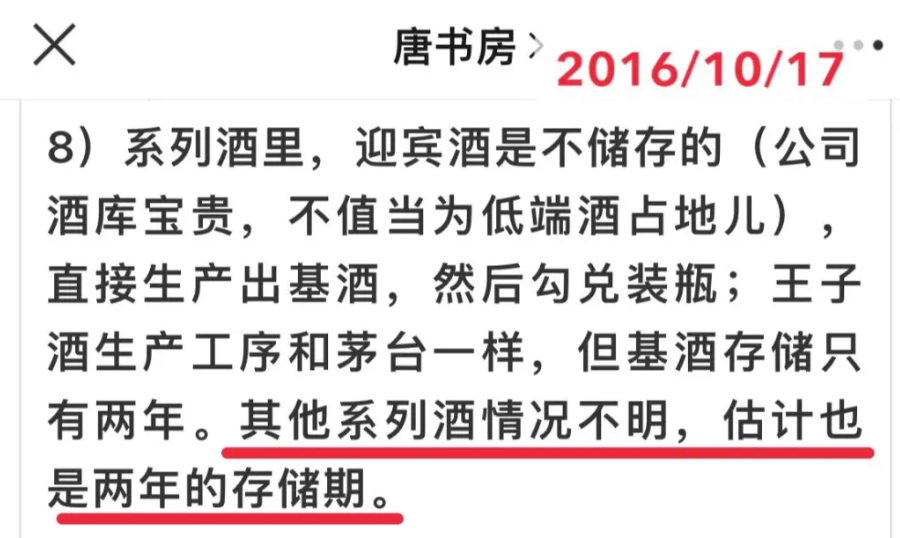 唐书房
2016/10/17
8）系列酒里，迎宾酒是不储存的（公司
酒库宝贵，不值当为低端酒占地儿），
直接生产出基酒，然后勾兑装瓶；王子
酒生产工序和茅台一样，但基酒存储只
有两年。其他系列酒情况不明，估计也
是两年的存储期。